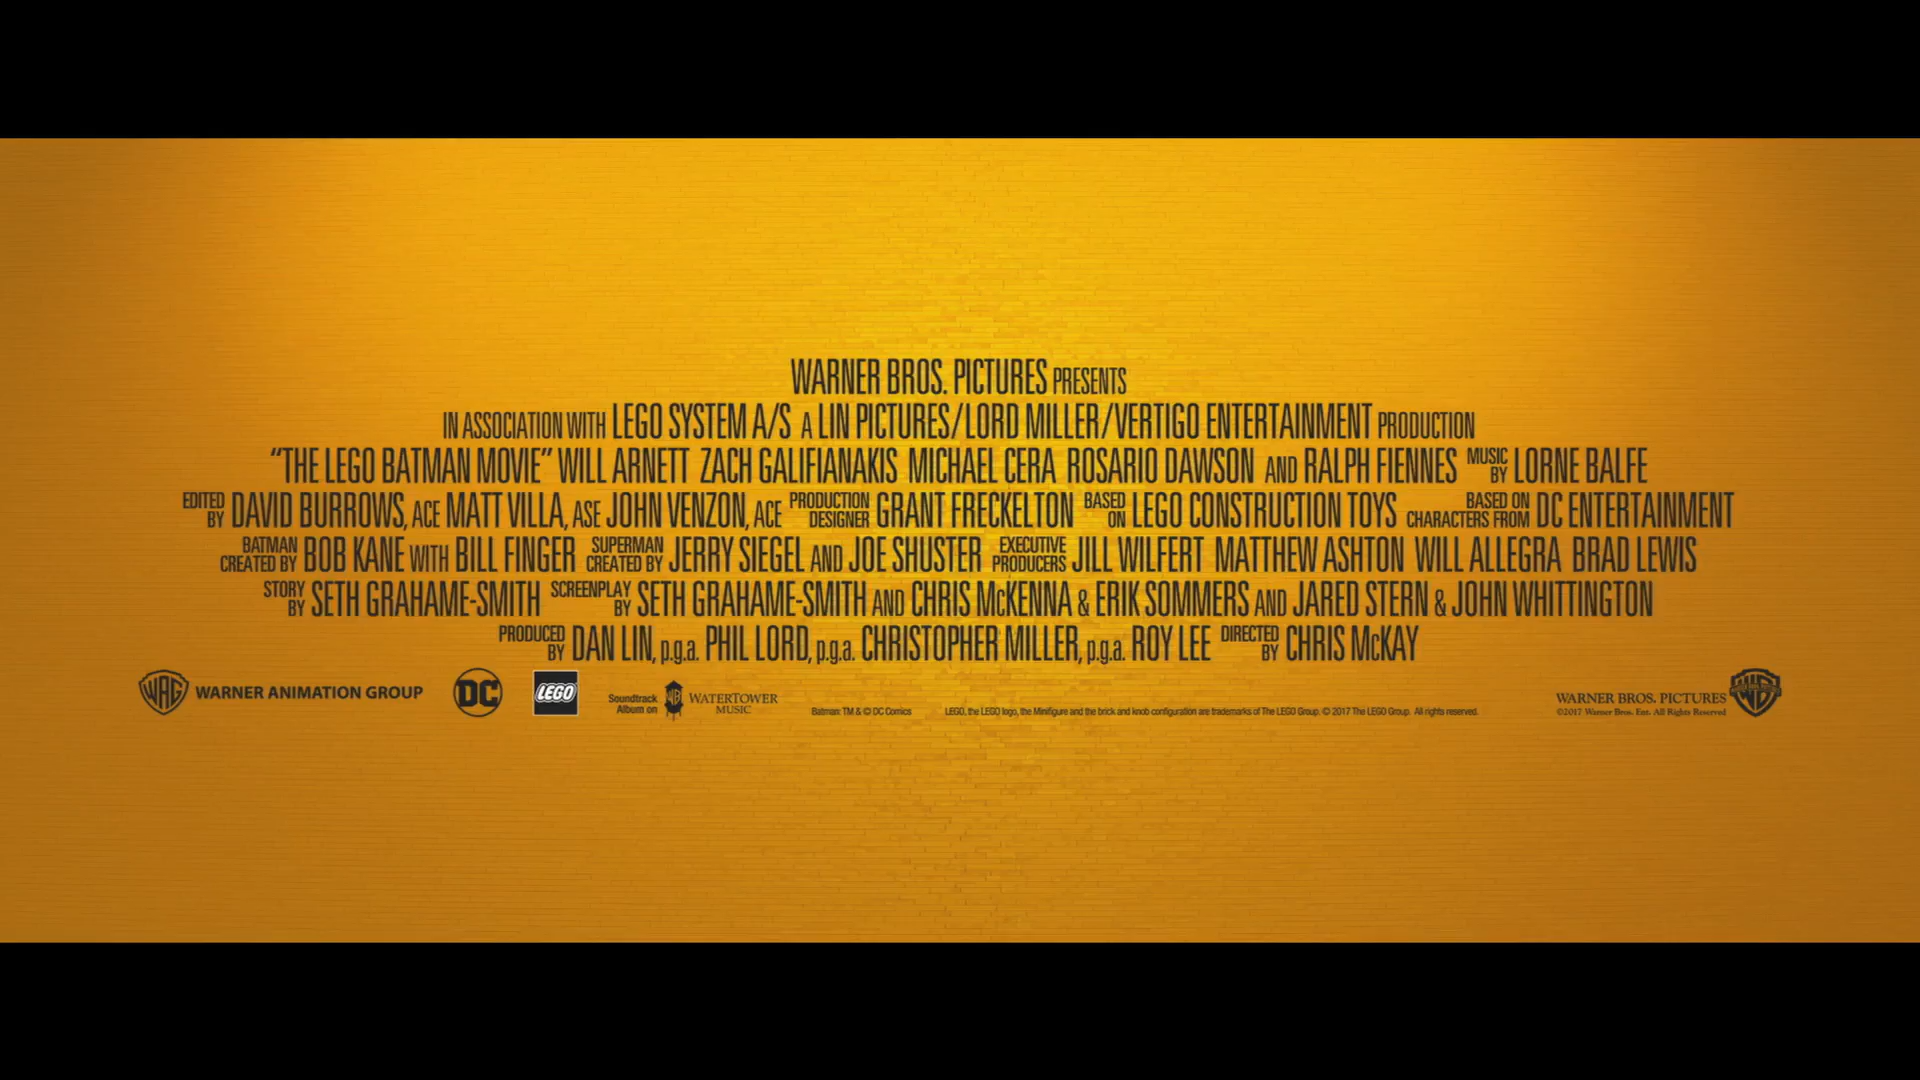 WARNER BROS. PICTURES PRESENTS
IN ASSOCIATION WITH LEGO SYSTEM A/S A LIN PICTURES/LORD MILLER/VERTIGO ENTERTAINMENT PRODUCTION
"THE LEGO BATMAN MOVIE" WILL ARNETT ZACH GALIFIANAKIS MICHAEL CERA ROSARIO DAWSON AND RALPH FIENNES MUSIC BY LORNE BALFE
EDITED BY DAVID BURROWS, ACE MATT VILLA, ASE JOHN VENZON, ACE PRODUCTION DESIGNER GRANT FRECKELTON BASED ON LEGO CONSTRUCTION TOYS BASED ON CHARACTERS FROM DC ENTERTAINMENT
BATMAN CREATED BY BOB KANE WITH BILL FINGER SUPERMAN CREATED BY JERRY SIEGEL AND JOE SHUSTER EXECUTIVE PRODUCERS JILL WILFERT MATTHEW ASHTON WILL ALLEGRA BRAD LEWIS
STORY BY SETH GRAHAME-SMITH SCREENPLAY BY SETH GRAHAME-SMITH AND CHRIS McKENNA & ERIK SOMMERS AND JARED STERN & JOHN WHITTINGTON
PRODUCED BY DAN LIN, p.g.a. PHIL LORD, p.g.a. CHRISTOPHER MILLER, p.g.a. ROY LEE DIRECTED BY CHRIS McKAY
WAG WARNER ANIMATION GROUP DC LEGO Soundtrack Album on WATERTOWER MUSIC Batman: TM & © DC Comics LEGO, the LEGO logo, the Minifigure and the brick and knob configuration are trademarks of The LEGO Group. © 2017 The LEGO Group. All rights reserved. WARNER BROS. PICTURES WB
©2017 Warner Bros. Ent. All Rights Reserved